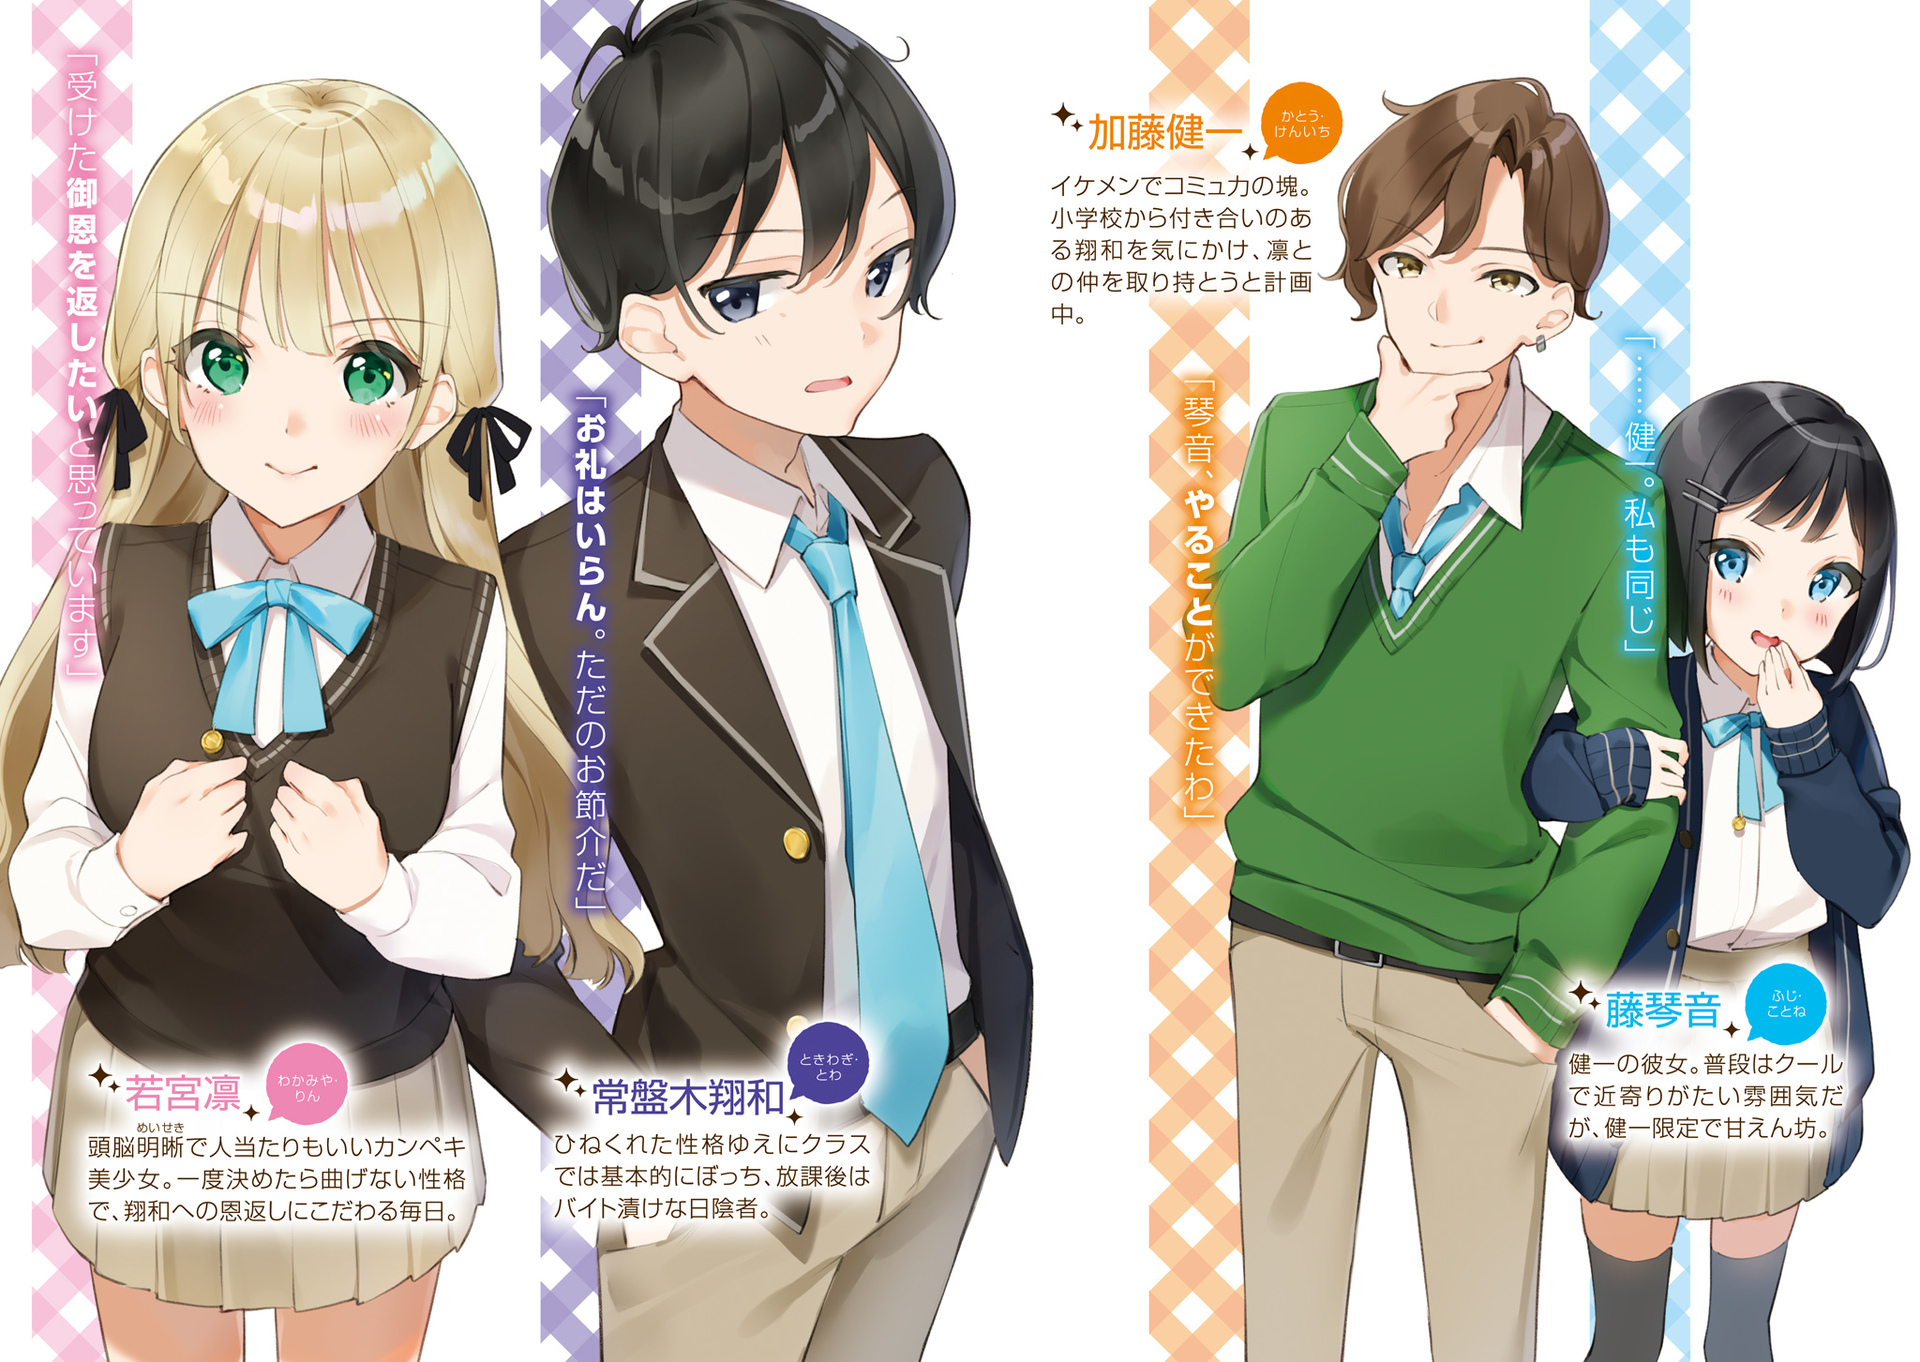 「受けた御恩を返したいと思っています」
若宮凛
わかみや・
りん
めいせき
頭脳明晰で人当たりもいいカンペキ
美少女。一度決めたら曲げない性格
で、翔和への恩返しにこだわる毎日。
「お礼はいらん。ただのお節介だ」
常盤木翔和
ときわぎ・
とわ
ひねくれた性格ゆえにクラス
では基本的にぼっち、放課後は
バイト漬けな日陰者。
加藤健一
かとう・
けんいち
イケメンでコミュ力の塊。
小学校から付き合いのあ
る翔和を気にかけ、凛と
の仲を取り持とうと計画
中。
「琴音、やることができたわ」
「……健一。私も同じ」
藤琴音
ふじ・
ことね
健一の彼女。普段はクール
で近寄りがたい雰囲気だ
が、健一限定で甘えん坊。